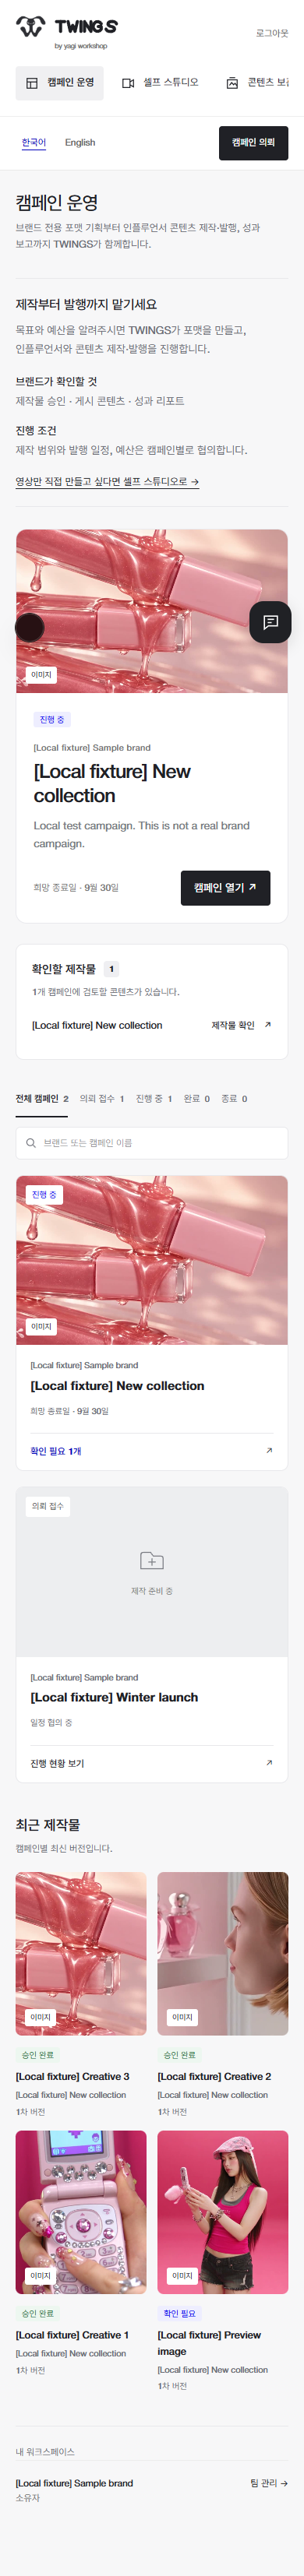 TWINGS
by yagi workshop
로그아웃
캠페인 운영
셀프 스튜디오
콘텐츠 보
한국어
English
캠페인 의뢰
캠페인 운영
브랜드 전용 포맷 기획부터 인플루언서 콘텐츠 제작·발행, 성과
보고까지 TWINGS가 함께합니다.
제작부터 발행까지 맡기세요
목표와 예산을 알려주시면 TWINGS가 포맷을 만들고,
인플루언서와 콘텐츠 제작·발행을 진행합니다.
브랜드가 확인할 것
제작물 승인 · 게시 콘텐츠 · 성과 리포트
진행 조건
제작 범위와 발행 일정, 예산은 캠페인별로 협의합니다.
영상만 직접 만들고 싶다면 셀프 스튜디오로 →
이미지
진행 중
[Local fixture] Sample brand
[Local fixture] New
collection
Local test campaign. This is not a real brand
campaign.
희망 종료일 · 9월 30일
캠페인 열기 ↗
확인할 제작물 1
1개 캠페인에 검토할 콘텐츠가 있습니다.
[Local fixture] New collection
제작물 확인 ↗
전체 캠페인 2
의뢰 접수 1
진행 중 1
완료 0
종료 0
브랜드 또는 캠페인 이름
진행 중
이미지
[Local fixture] Sample brand
[Local fixture] New collection
희망 종료일 · 9월 30일
확인 필요 1개 ↗
의뢰 접수
제작 준비 중
[Local fixture] Sample brand
[Local fixture] Winter launch
일정 협의 중
진행 현황 보기 ↗
최근 제작물
캠페인별 최신 버전입니다.
이미지
승인 완료
[Local fixture] Creative 3
[Local fixture] New collection
1차 버전
이미지
승인 완료
[Local fixture] Creative 2
[Local fixture] New collection
1차 버전
이미지
승인 완료
[Local fixture] Creative 1
[Local fixture] New collection
1차 버전
이미지
확인 필요
[Local fixture] Preview
image
[Local fixture] New collection
1차 버전
내 워크스페이스
[Local fixture] Sample brand
소유자
팀 관리 →